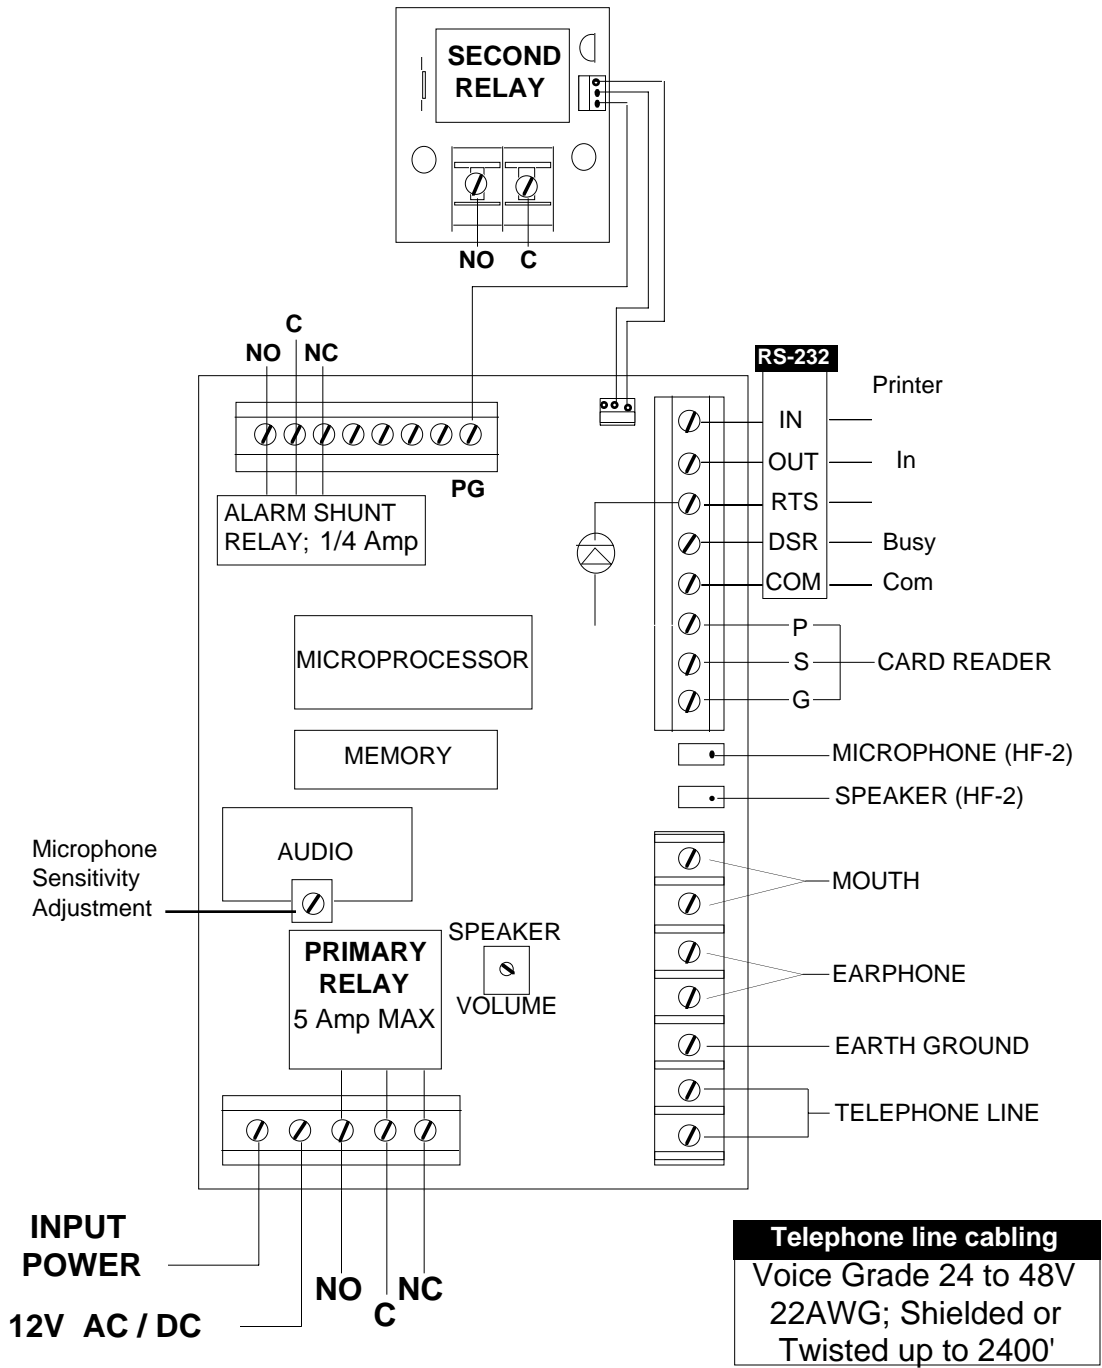 SECOND
RELAY
NO C
C
NO NC
PG
ALARM SHUNT
RELAY; 1/4 Amp
RS-232
Printer
IN
OUT In
RTS
DSR Busy
COM Com
P
S CARD READER
G
MICROPROCESSOR
MEMORY
MICROPHONE (HF-2)
SPEAKER (HF-2)
AUDIO
Microphone
Sensitivity
Adjustment
MOUTH
PRIMARY
RELAY
5 Amp MAX
SPEAKER
VOLUME
EARPHONE
EARTH GROUND
TELEPHONE LINE
INPUT
POWER
12V AC / DC
NO C NC
Telephone line cabling
Voice Grade 24 to 48V
22AWG; Shielded or
Twisted up to 2400'